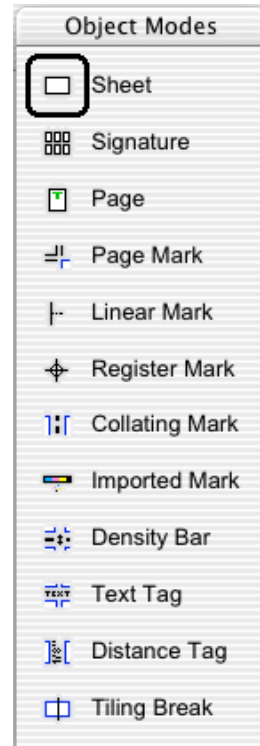 Object Modes
Sheet
Signature
Page
Page Mark
Linear Mark
Register Mark
Collating Mark
Imported Mark
Density Bar
TEXT Text Tag
Distance Tag
Tiling Break